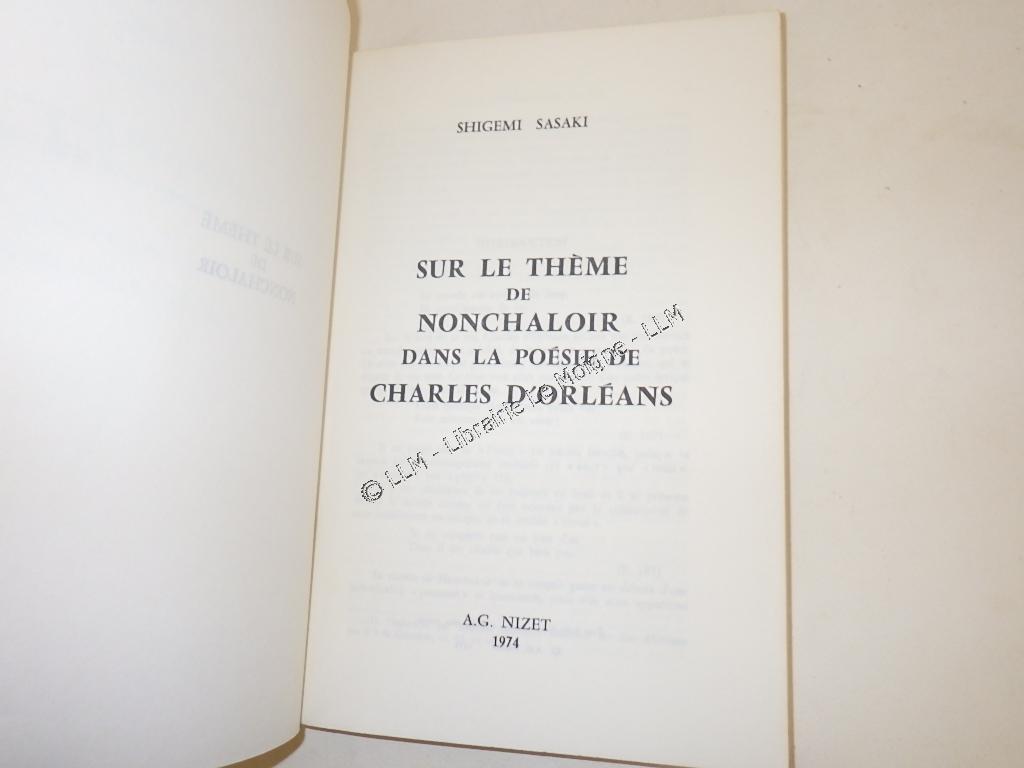 SHIGEMI SASAKI
SUR LE THÈME
DE
NONCHALOIR
DANS LA POÉSIE DE
CHARLES D'ORLÉANS
© LLM - Librairie Le Moigne - LLM
A.G. NIZET
1974